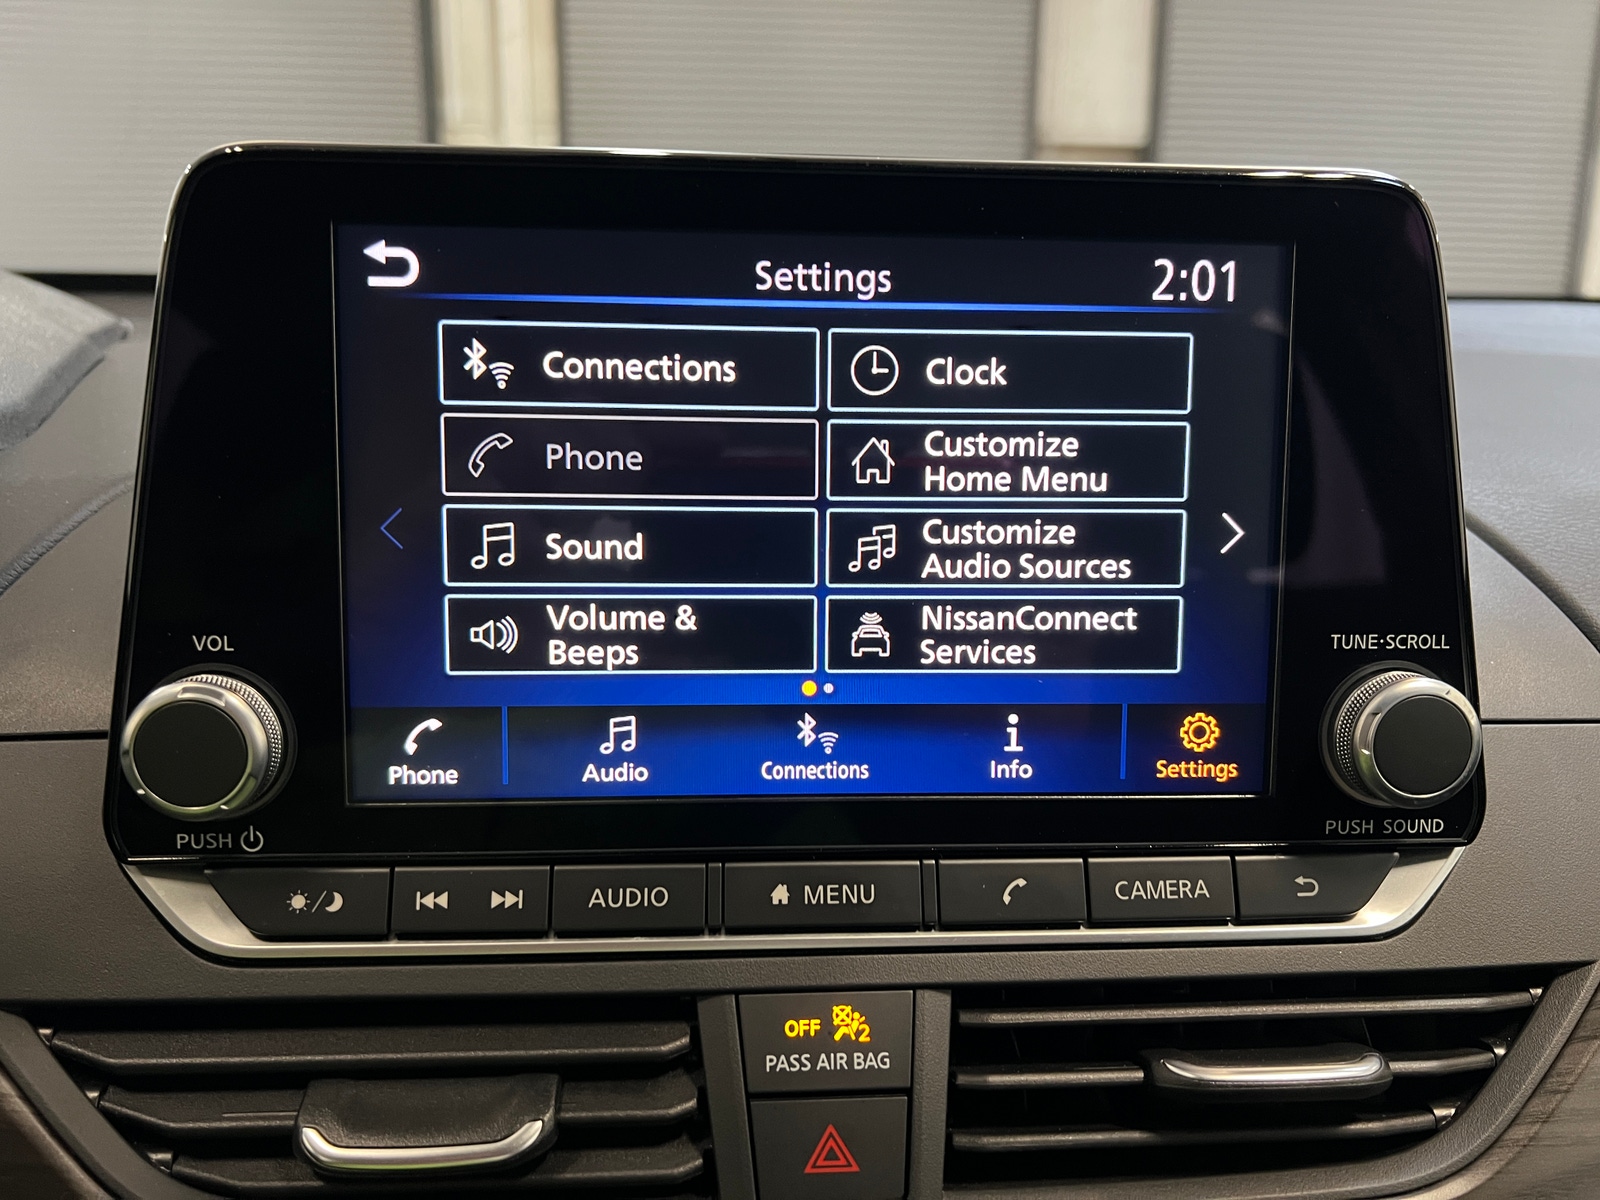 Settings
2:01
Connections
Clock
Phone
Customize
Home Menu
Sound
Customize
Audio Sources
Volume &
Beeps
NissanConnect
Services
Phone
Audio
Connections
Info
Settings
VOL
PUSH
TUNE·SCROLL
PUSH SOUND
AUDIO
MENU
CAMERA
OFF
2
PASS AIR BAG